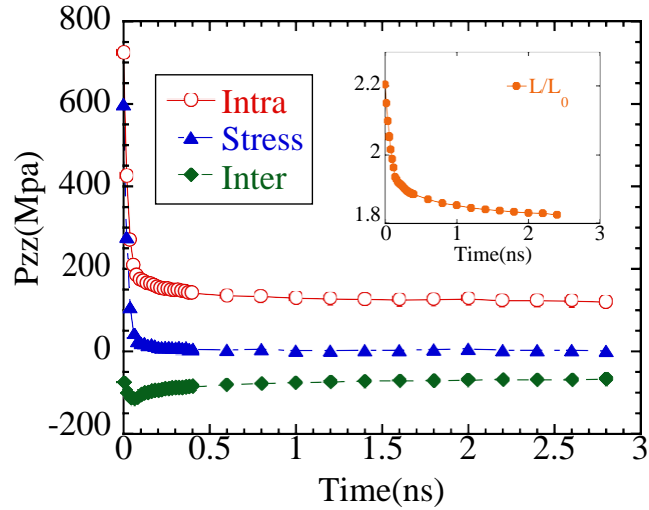 800
600
400
200
0
-200
Pzz(Mpa)
Intra
Stress
Inter
2.2
2
1.8
L/L0
0 1 2 3
Time(ns)
0 0.5 1 1.5 2 2.5 3
Time(ns)